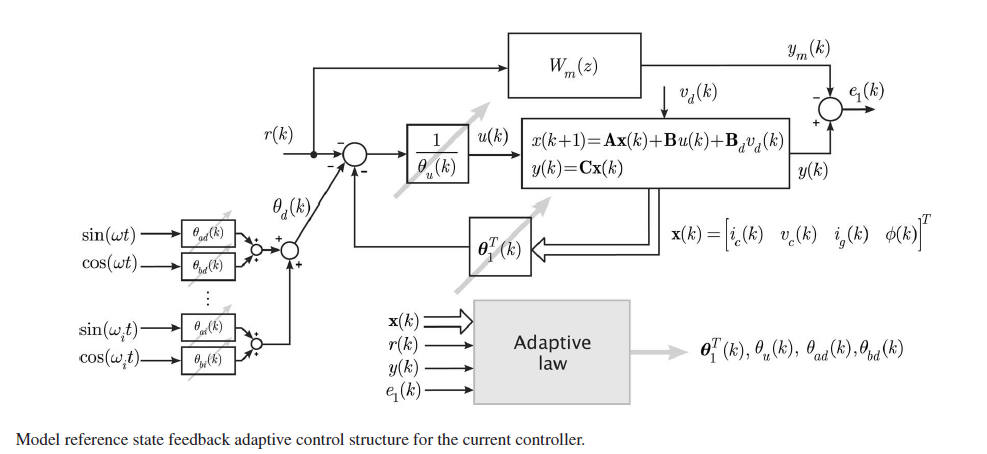 W_m(z)
y_m(k)
v_d(k)
e_1(k)
-
+
r(k)
-
-
-
1
θ_u(k)
u(k)
x(k+1)=Ax(k)+Bu(k)+B_d v_d(k)
y(k)=Cx(k)
y(k)
θ_d(k)
sin(ωt)
θ_ad(k)
+
+
+
+
cos(ωt)
θ_bd(k)
θ_1^T(k)
x(k)=[i_c(k) v_c(k) i_g(k) φ(k)]^T
⋮
sin(ω_i t)
θ_ai(k)
+
+
cos(ω_i t)
θ_bi(k)
x(k)
r(k)
y(k)
e_1(k)
Adaptive
law
θ_1^T(k), θ_u(k), θ_ad(k),θ_bd(k)
Model reference state feedback adaptive control structure for the current controller.